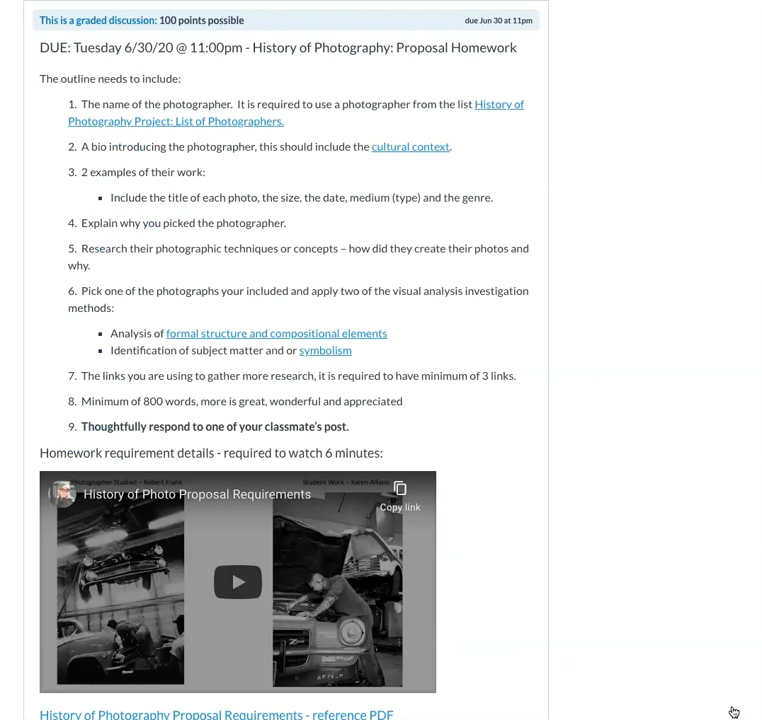 This is a graded discussion: 100 points possible
due Jun 30 at 11pm
DUE: Tuesday 6/30/20 @ 11:00pm - History of Photography: Proposal Homework
The outline needs to include:
1. The name of the photographer. It is required to use a photographer from the list History of
Photography Project: List of Photographers.
2. A bio introducing the photographer, this should include the cultural context.
3. 2 examples of their work:
▪ Include the title of each photo, the size, the date, medium (type) and the genre.
4. Explain why you picked the photographer.
5. Research their photographic techniques or concepts – how did they create their photos and
why.
6. Pick one of the photographs your included and apply two of the visual analysis investigation
methods:
▪ Analysis of formal structure and compositional elements
▪ Identification of subject matter and or symbolism
7. The links you are using to gather more research, it is required to have minimum of 3 links.
8. Minimum of 800 words, more is great, wonderful and appreciated
9. Thoughtfully respond to one of your classmate's post.
Homework requirement details - required to watch 6 minutes:
Photographer Studied – Robert Frank
Student Work – Karen Alfano
History of Photo Proposal Requirements
Copy link
History of Photography Proposal Requirements - reference PDF